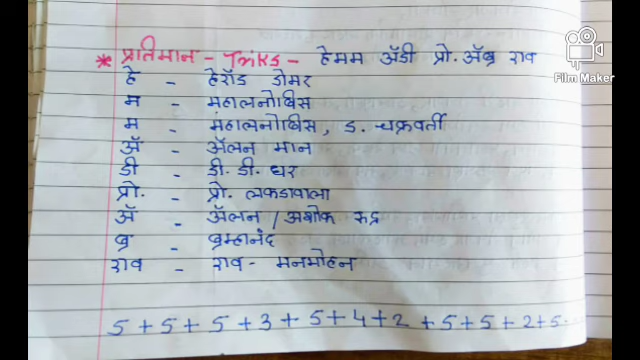 * प्रतिमान - Tricks - हेमम ॲडी प्रो. ॲब्र राव
हे - हेरॉड डोमर
म - महालनोबिस
म - महालनोबिस, ड. चक्रवर्ती
ॲ - ॲलन मान
डी - डी. डी. धर
प्रो. - प्रो. लकडावाला
ॲ - ॲलन / अशोक रुद्र
ब्र - ब्रम्हानंद
राव - राव - मनमोहन
5 + 5 + 5 + 3 + 5 + 4 + 2 + 5 + 5 + 2 + 5..
Film Maker